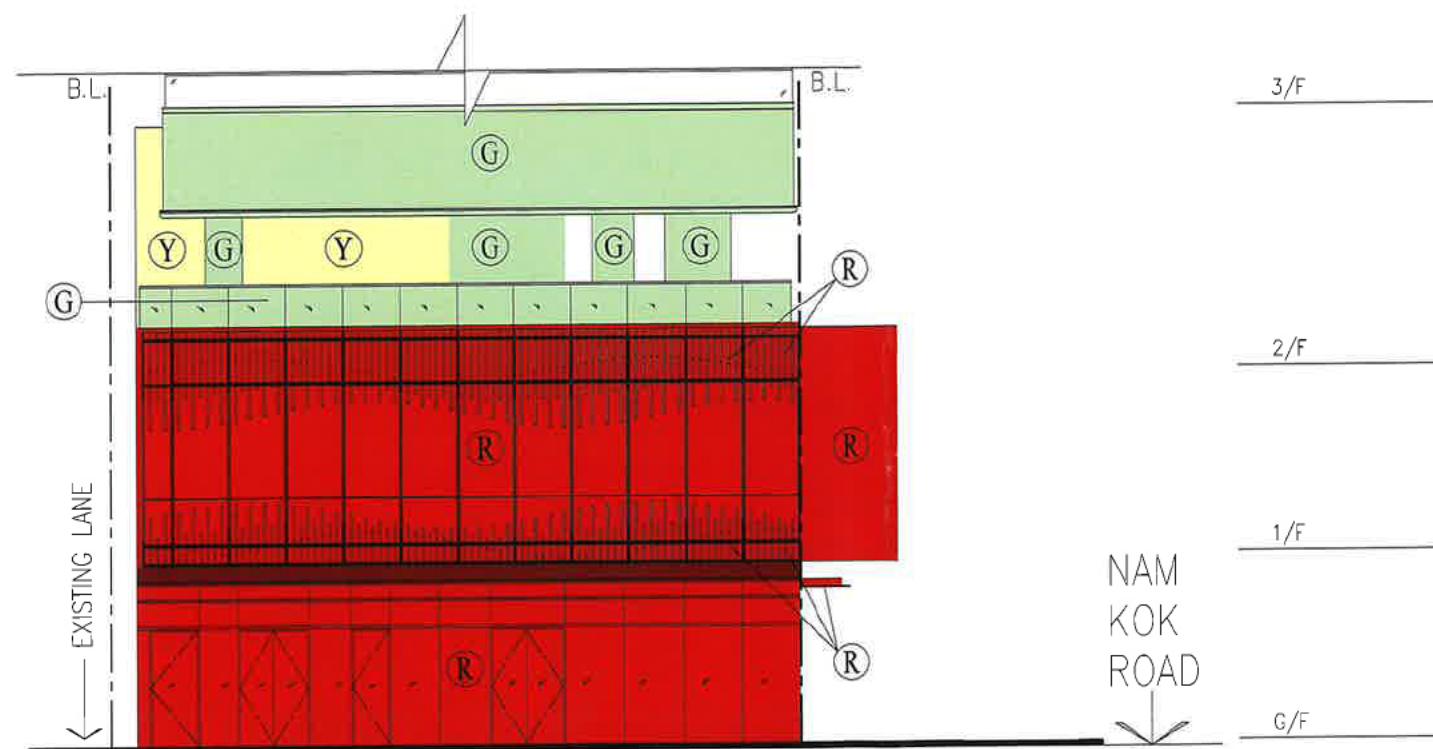 B.L.
B.L.
3/F
G
Y
G
Y
G
G
G
R
G
2/F
R
R
EXISTING LANE
1/F
NAM
KOK
ROAD
R
R
G/F